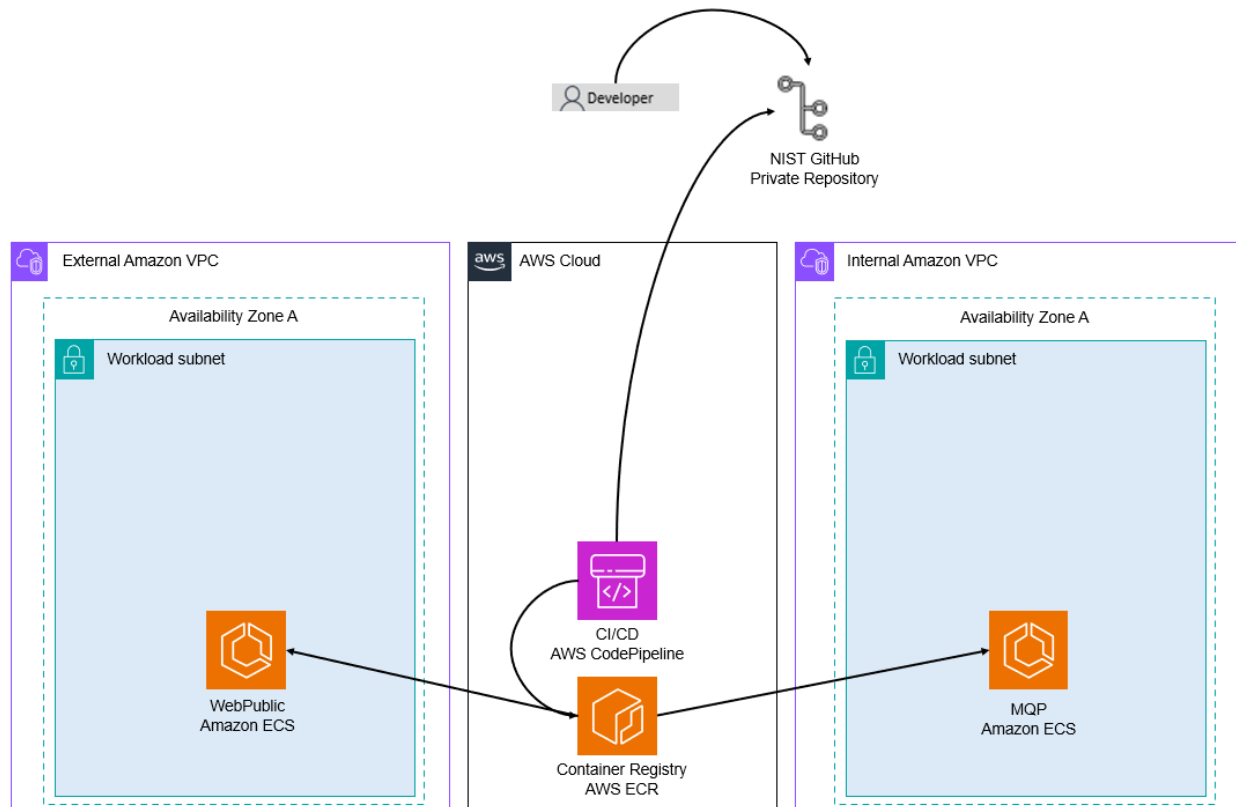 Developer
NIST GitHub
Private Repository
External Amazon VPC
aws
AWS Cloud
Internal Amazon VPC
Availability Zone A
Availability Zone A
Workload subnet
Workload subnet
</>
CI/CD
AWS CodePipeline
WebPublic
Amazon ECS
MQP
Amazon ECS
Container Registry
AWS ECR